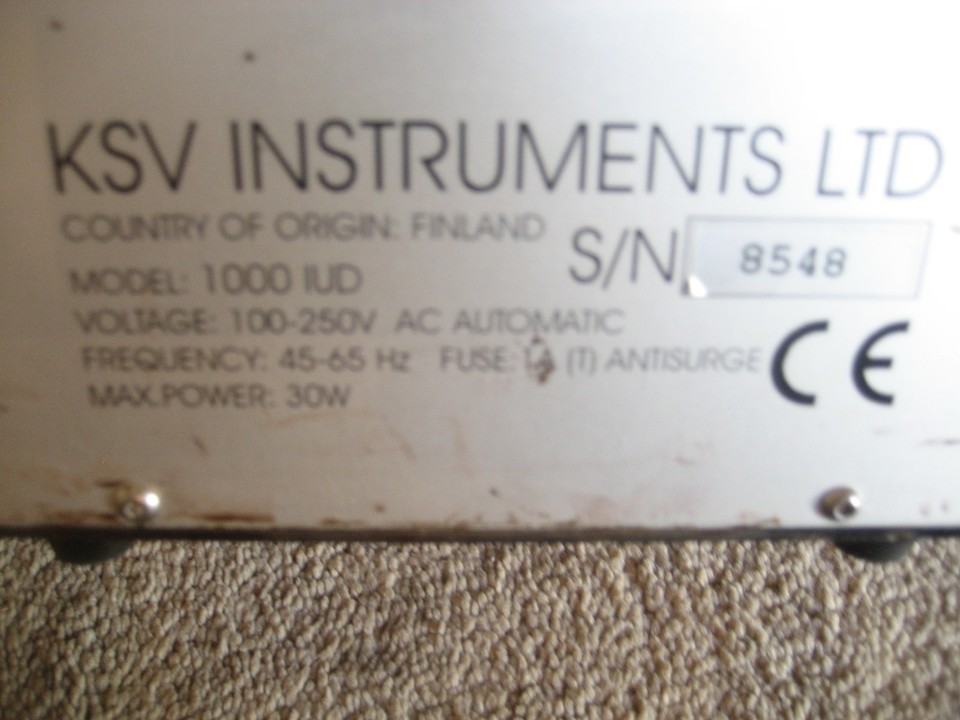 KSV INSTRUMENTS LTD
COUNTRY OF ORIGIN: FINLAND
S/N 8548
MODEL: 1000 IUD
VOLTAGE: 100-250V AC AUTOMATIC
FREQUENCY: 45-65 Hz FUSE: 1A (T) ANTISURGE
MAX.POWER: 30W
CE